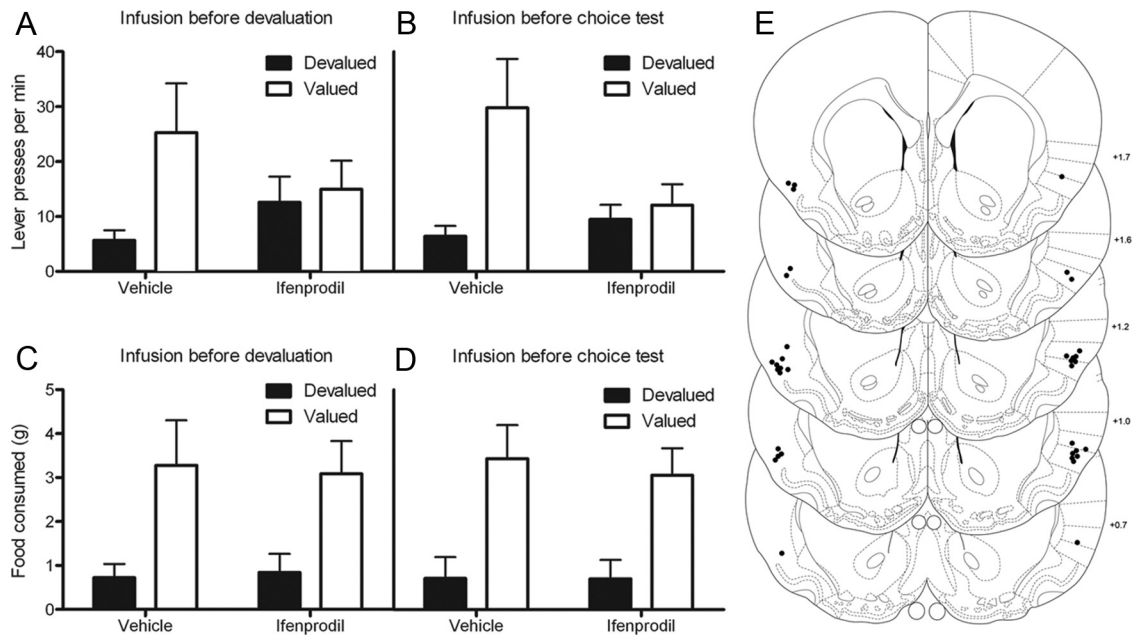 A Infusion before devaluation
B Infusion before choice test
E
Lever presses per min
40
30
20
10
0
Devalued
Valued
Devalued
Valued
Vehicle Ifenprodil Vehicle Ifenprodil
C Infusion before devaluation
D Infusion before choice test
Food consumed (g)
5
4
3
2
1
0
Devalued
Valued
Devalued
Valued
Vehicle Ifenprodil Vehicle Ifenprodil
+1.7
+1.6
+1.2
+1.0
+0.7